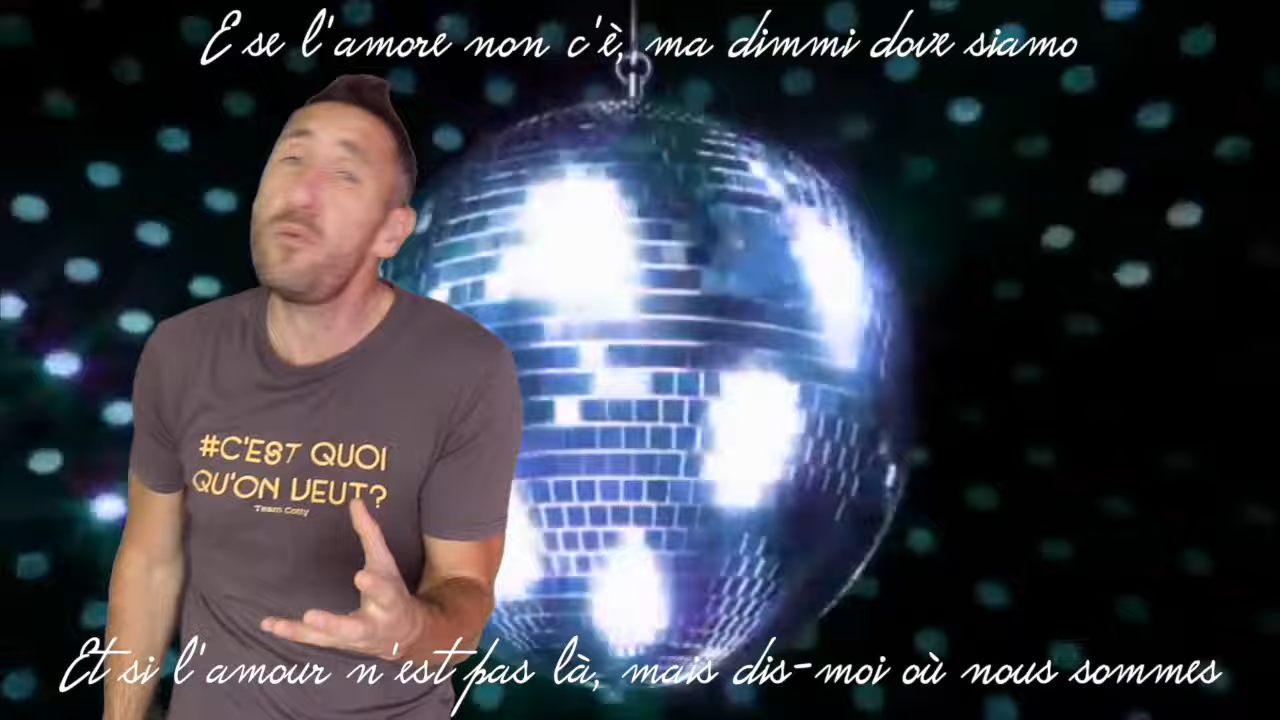 E se l'amore non c'è, ma dimmi dove siamo
#C'EST QUOI
QU'ON VEUT?
Team Cotty
Et si l'amour n'est pas là, mais dis-moi où nous sommes